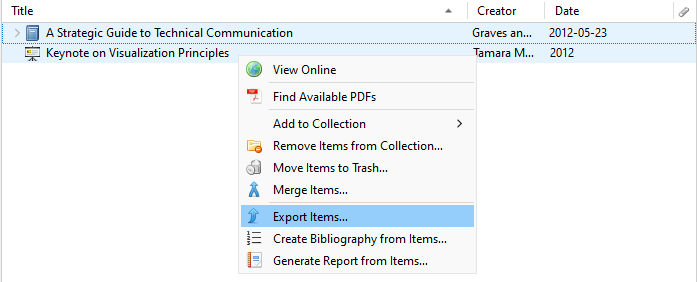 Title Creator Date
A Strategic Guide to Technical Communication Graves an... 2012-05-23
Keynote on Visualization Principles Tamara M... 2012
View Online
Find Available PDFs
Add to Collection
Remove Items from Collection...
Move Items to Trash...
Merge Items...
Export Items...
Create Bibliography from Items...
Generate Report from Items...